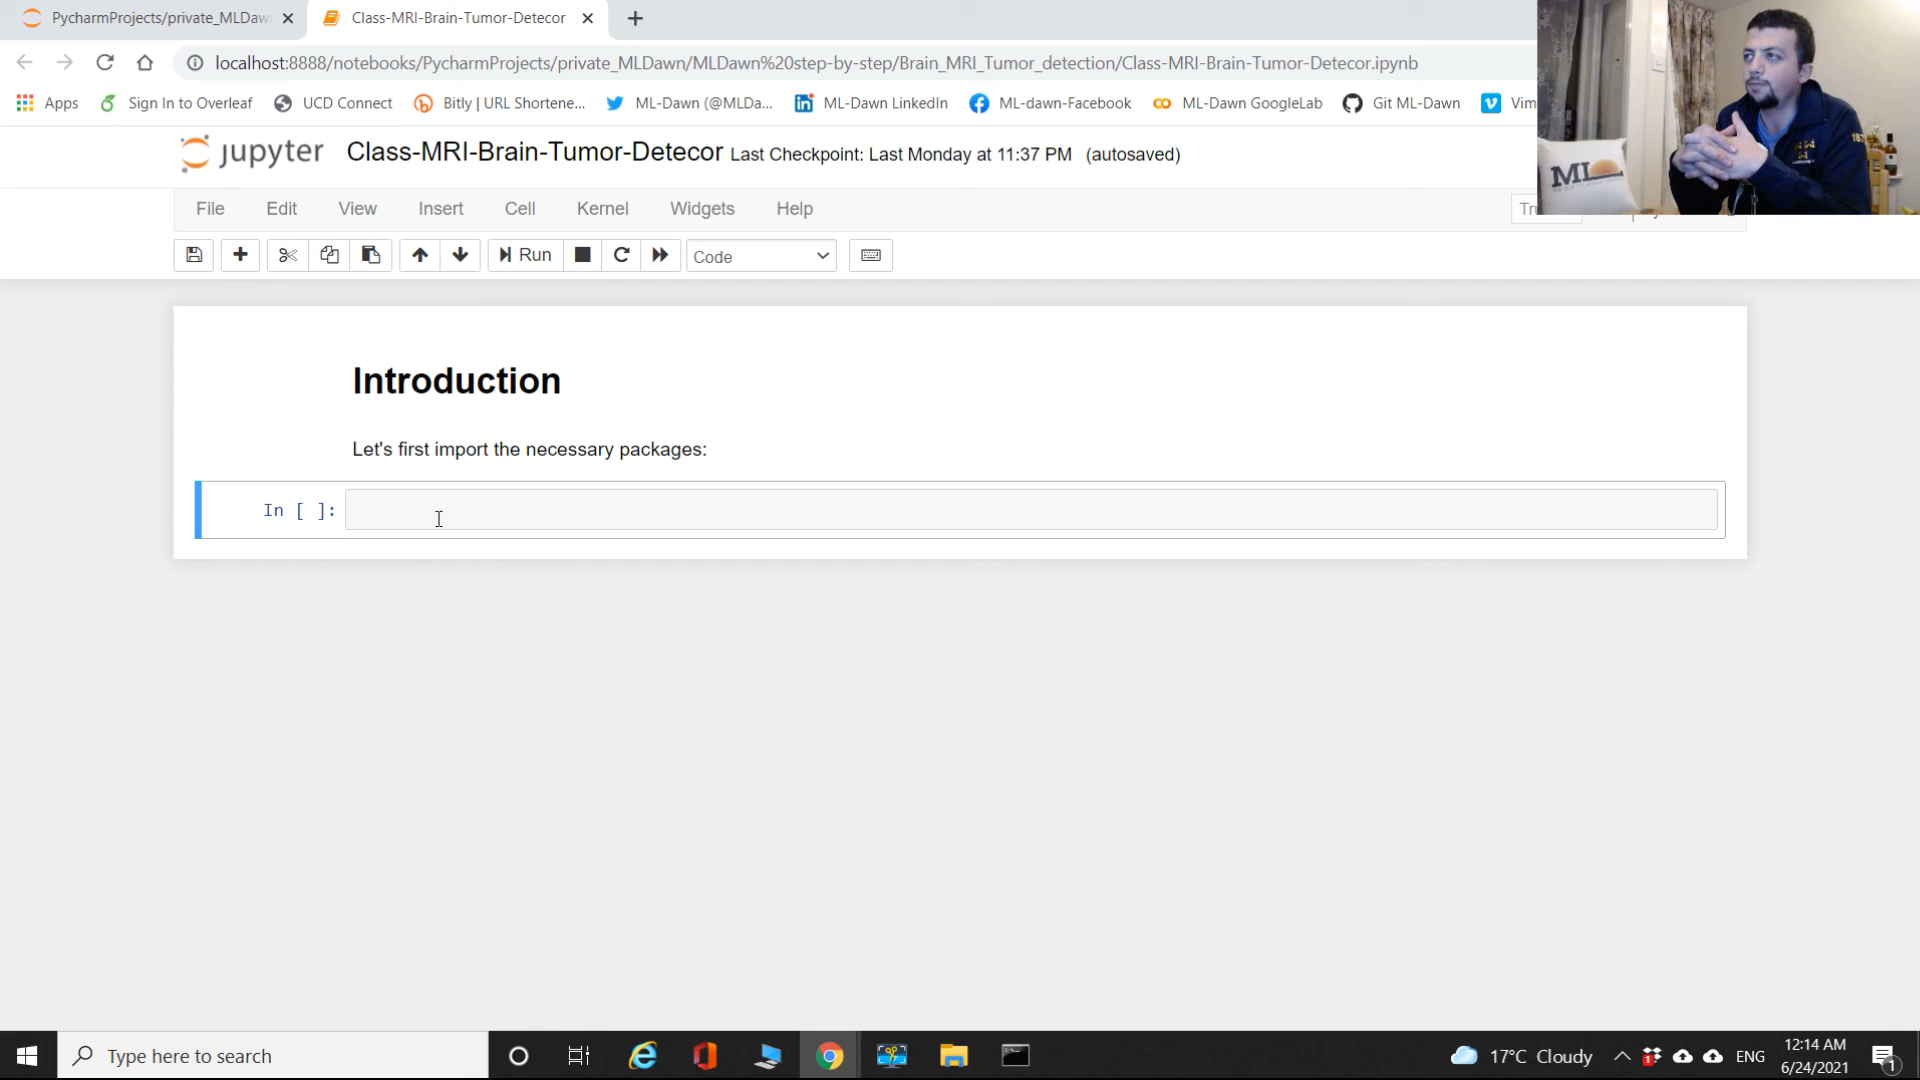 PycharmProjects/private_MLDaw
Class-MRI-Brain-Tumor-Detecor
localhost:8888/notebooks/PycharmProjects/private_MLDawn/MLDawn%20step-by-step/Brain_MRI_Tumor_detection/Class-MRI-Brain-Tumor-Detecor.ipynb
Apps Sign In to Overleaf UCD Connect Bitly | URL Shortene... ML-Dawn (@MLDa... ML-Dawn LinkedIn ML-dawn-Facebook ML-Dawn GoogleLab Git ML-Dawn Vim
jupyter Class-MRI-Brain-Tumor-Detecor Last Checkpoint: Last Monday at 11:37 PM (autosaved)
ML
File Edit View Insert Cell Kernel Widgets Help
Run Code
Introduction
Let's first import the necessary packages:
In [ ]:
Type here to search
17°C Cloudy
1
ENG
12:14 AM
6/24/2021
1